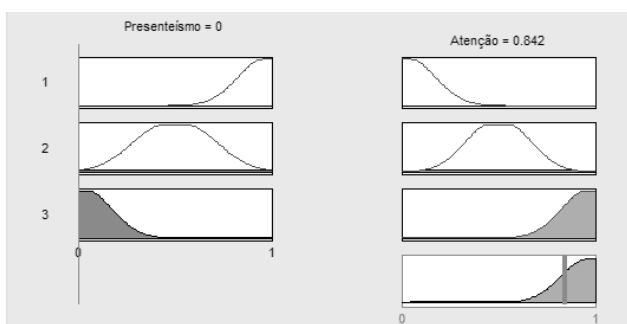 Presenteísmo = 0
Atenção = 0.842
1
2
3
0 1
0 1